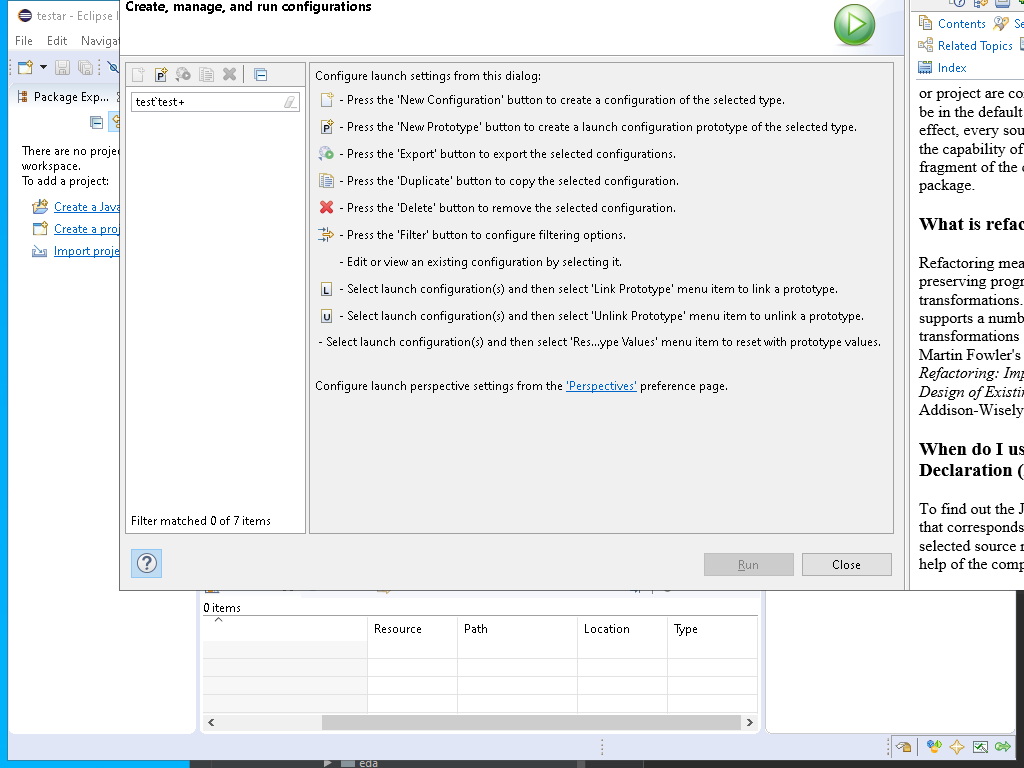 Create, manage, and run configurations
testar - Eclipse
File Edit Naviga
Package Exp...
There are no
workspace.
To add a project:
Create a Java
Create a
Import
test`test+
Filter matched 0 of 7 items
Configure launch settings from this dialog:
- Press the 'New Configuration' button to create a configuration of the selected type.
P - Press the 'New Prototype' button to create a launch configuration prototype of the selected type.
- Press the 'Export' button to export the selected configurations.
- Press the 'Duplicate' button to copy the selected configuration.
- Press the 'Delete' button to remove the selected configuration.
- Press the 'Filter' button to configure filtering options.
- Edit or view an existing configuration by selecting it.
L - Select launch configuration(s) and then select 'Link Prototype' menu item to link a prototype.
U - Select launch configuration(s) and then select 'Unlink Prototype' menu item to unlink a prototype.
- Select launch configuration(s) and then select 'Res...ype Values' menu item to reset with prototype values.
Configure launch perspective settings from the 'Perspectives' preference page.
? Run Close
Contents Se
Related Topics
Index
or project are co
be in the default
effect, every sou
the capability of
fragment of the
package.
What is refac
Refactoring mea
preserving progr
transformations.
supports a numb
transformations
Martin Fowler's
Refactoring: Imp
Design of Existin
Addison-Wisely
When do I us
Declaration (
To find out the J
that corresponds
selected source
help of the comp
0 items
Resource Path Location Type
eda